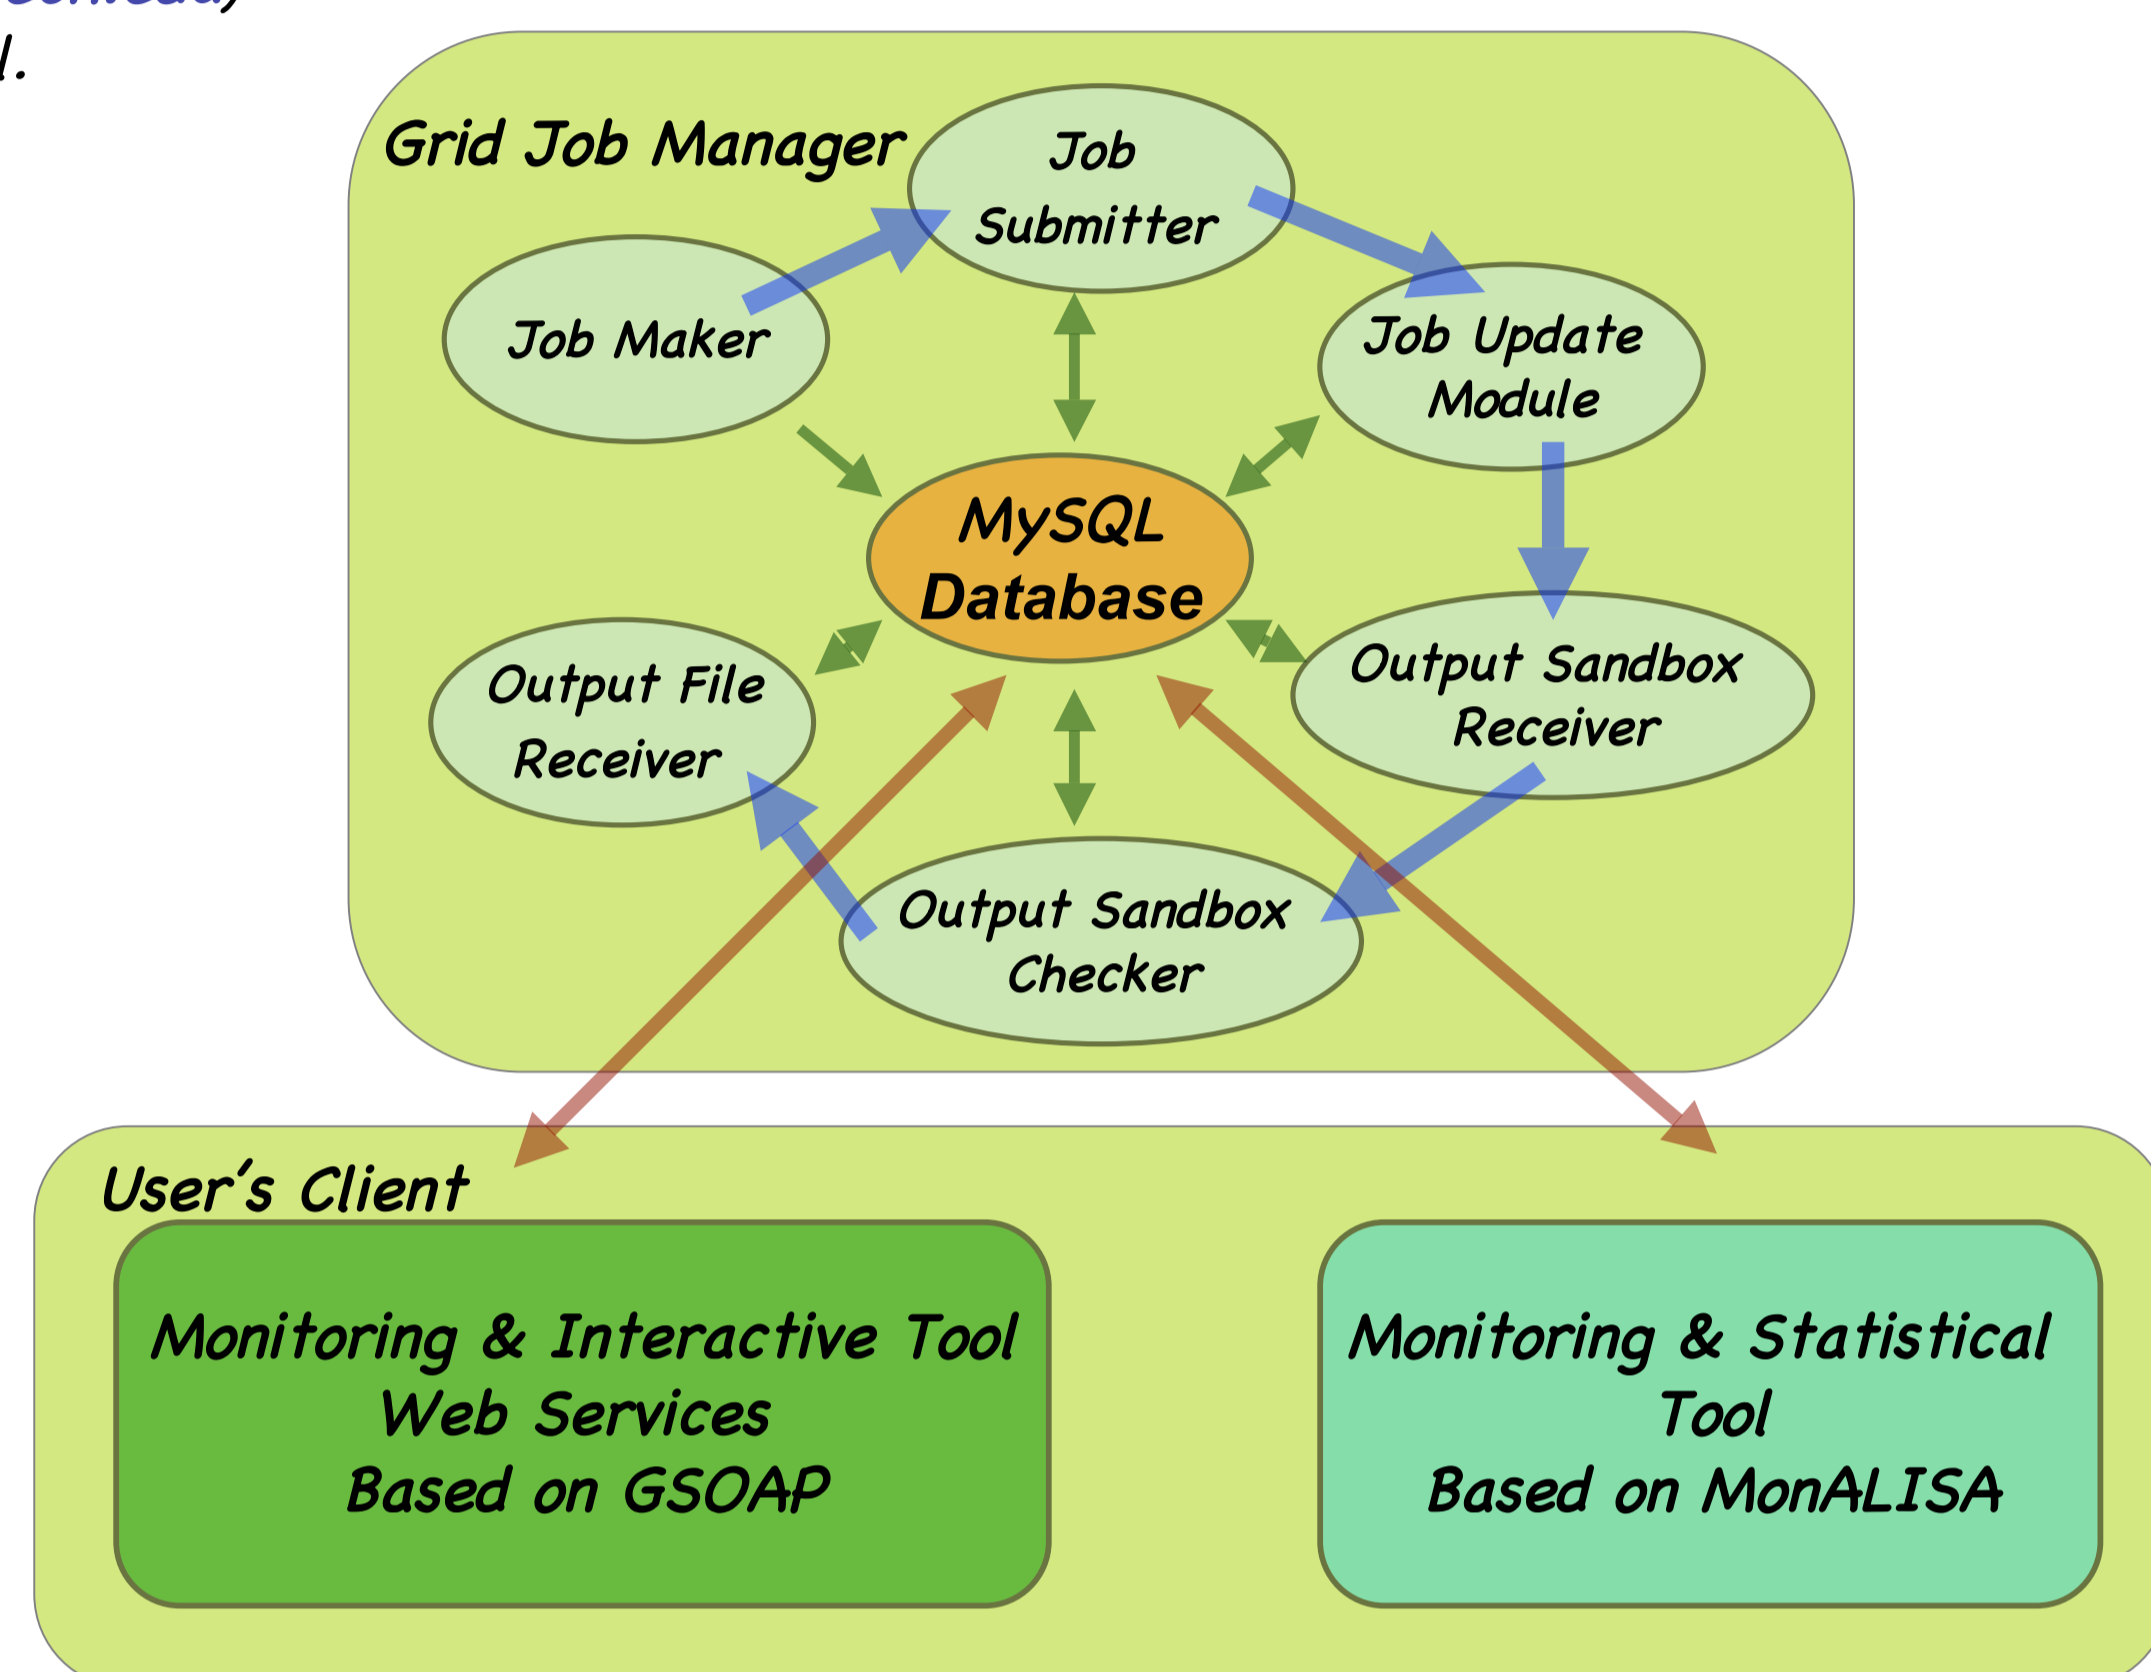 Grid Job Manager
Job
Submitter
Job Maker
Job Update
Module
MySQL
Database
Output File
Receiver
Output Sandbox
Receiver
Output Sandbox
Checker
User's Client
Monitoring & Interactive Tool
Web Services
Based on GSOAP
Monitoring & Statistical
Tool
Based on MonALISA